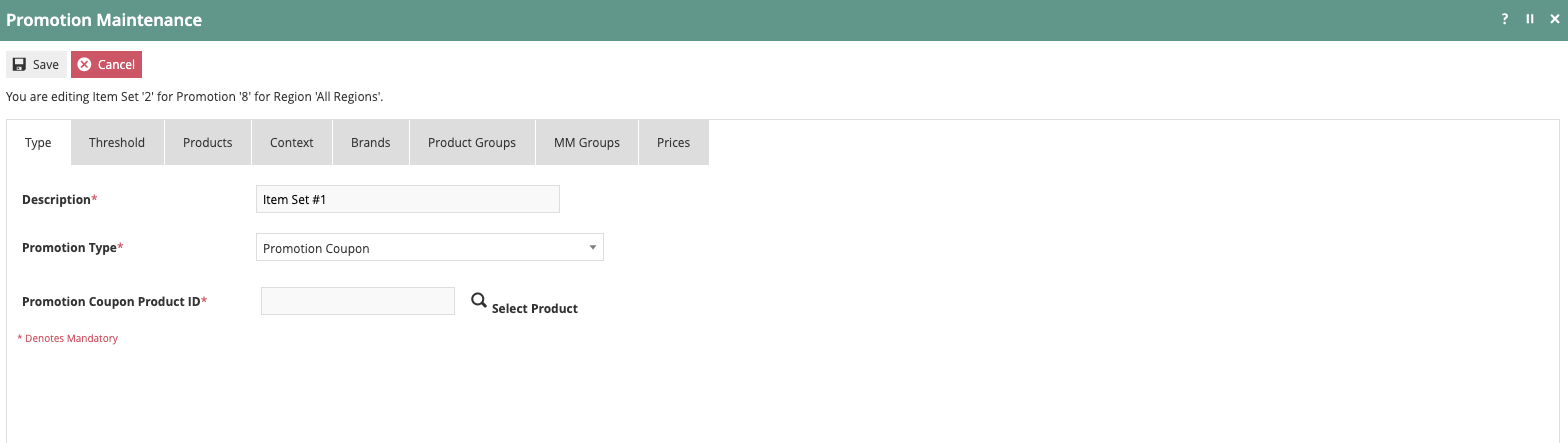 Promotion Maintenance
?
Save Cancel
You are editing Item Set '2' for Promotion '8' for Region 'All Regions'.
Type Threshold Products Context Brands Product Groups MM Groups Prices
Description* Item Set #1
Promotion Type* Promotion Coupon
Promotion Coupon Product ID* Select Product
* Denotes Mandatory